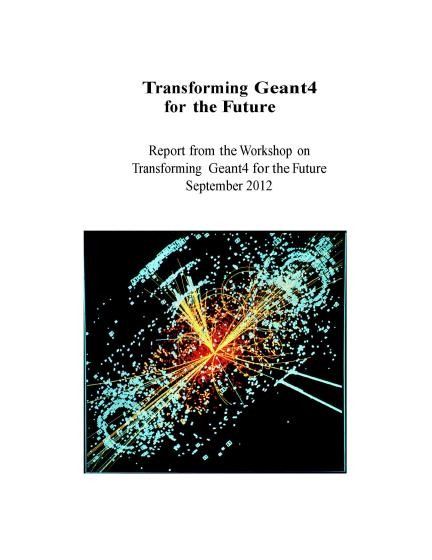 Transforming Geant4
for the Future
Report from the Workshop on
Transforming Geant4 for the Future
September 2012